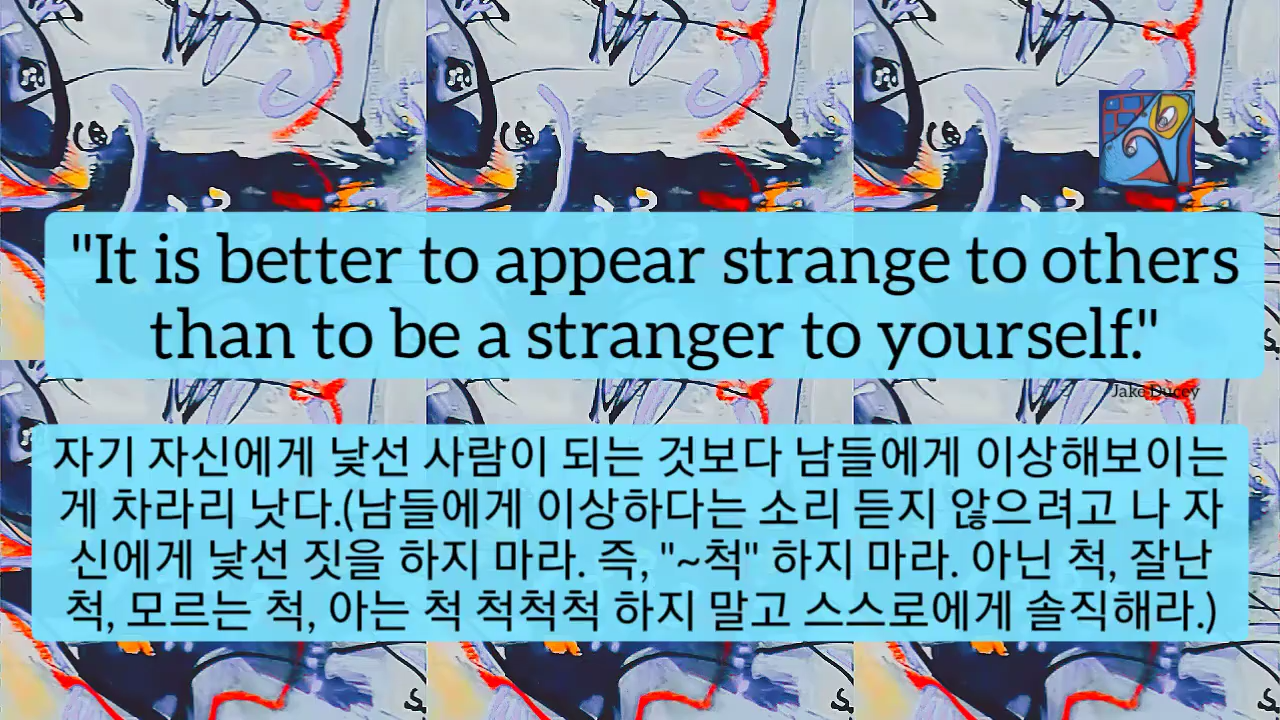 "It is better to appear strange to others
than to be a stranger to yourself."
Jake Ducey
자기 자신에게 낯선 사람이 되는 것보다 남들에게 이상해보이는
게 차라리 낫다.(남들에게 이상하다는 소리 듣지 않으려고 나 자
신에게 낯선 짓을 하지 마라. 즉, "~척" 하지 마라. 아닌 척, 잘난
척, 모르는 척, 아는 척 척척척 하지 말고 스스로에게 솔직해라.)